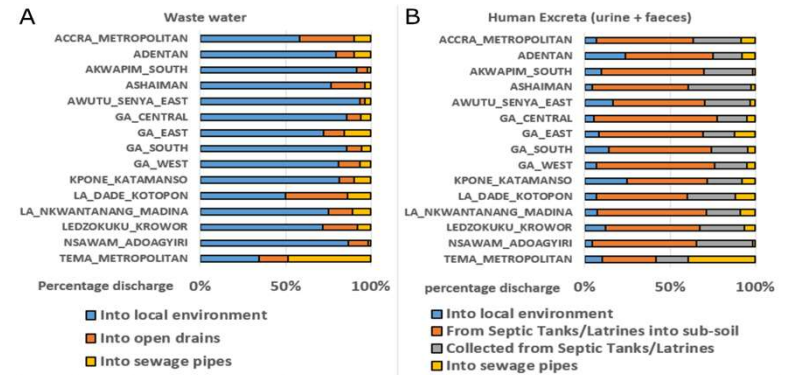 A
Waste water
ACCRA_METROPOLITAN
ADENTAN
AKWAPIM_SOUTH
ASHAIMAN
AWUTU_SENYA_EAST
GA_CENTRAL
GA_EAST
GA_SOUTH
GA_WEST
KPONE_KATAMANSO
LA_DADE_KOTOPON
LA_NKWANTANANG_MADINA
LEDZOKUKU_KROWOR
NSAWAM_ADOAGYIRI
TEMA_METROPOLITAN
Percentage discharge 0% 50% 100%
Into local environment
Into open drains
Into sewage pipes
B
Human Excreta (urine + faeces)
ACCRA_METROPOLITAN
ADENTAN
AKWAPIM_SOUTH
ASHAIMAN
AWUTU_SENYA_EAST
GA_CENTRAL
GA_EAST
GA_SOUTH
GA_WEST
KPONE_KATAMANSO
LA_DADE_KOTOPON
LA_NKWANTANANG_MADINA
LEDZOKUKU_KROWOR
NSAWAM_ADOAGYIRI
TEMA_METROPOLITAN
percentage discharge 0% 50% 100%
Into local environment
From Septic Tanks/Latrines into sub-soil
Collected from Septic Tanks/Latrines
Into sewage pipes